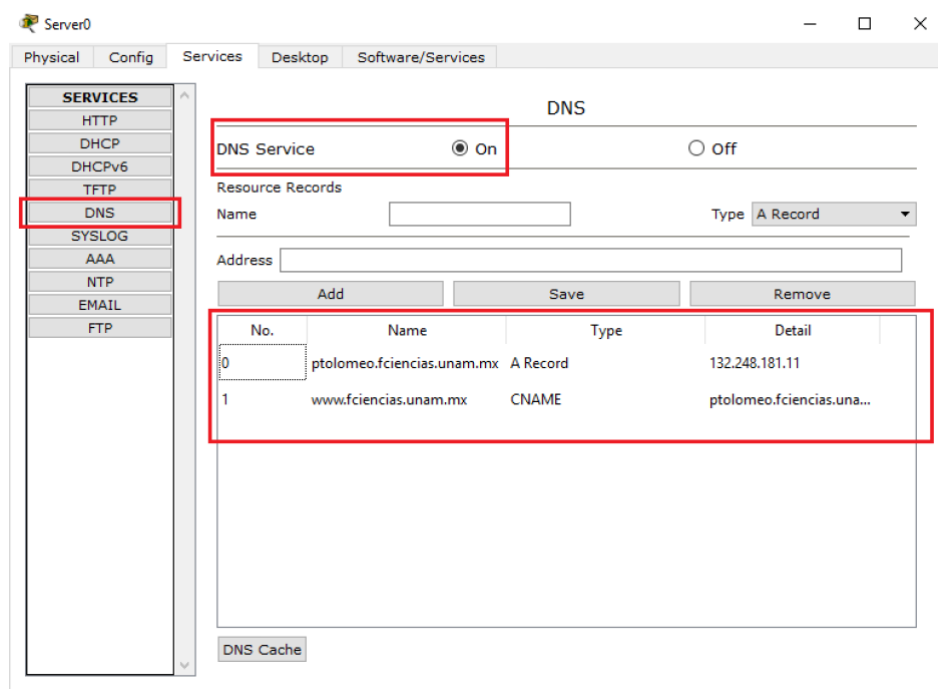 Server0
Physical Config Services Desktop Software/Services
SERVICES
HTTP
DHCP
DHCPv6
TFTP
DNS
SYSLOG
AAA
NTP
EMAIL
FTP
DNS
DNS Service On Off
Resource Records
Name Type A Record
Address
Add Save Remove
No. Name Type Detail
0 ptolomeo.fciencias.unam.mx A Record 132.248.181.11
1 www.fciencias.unam.mx CNAME ptolomeo.fciencias.una...
DNS Cache